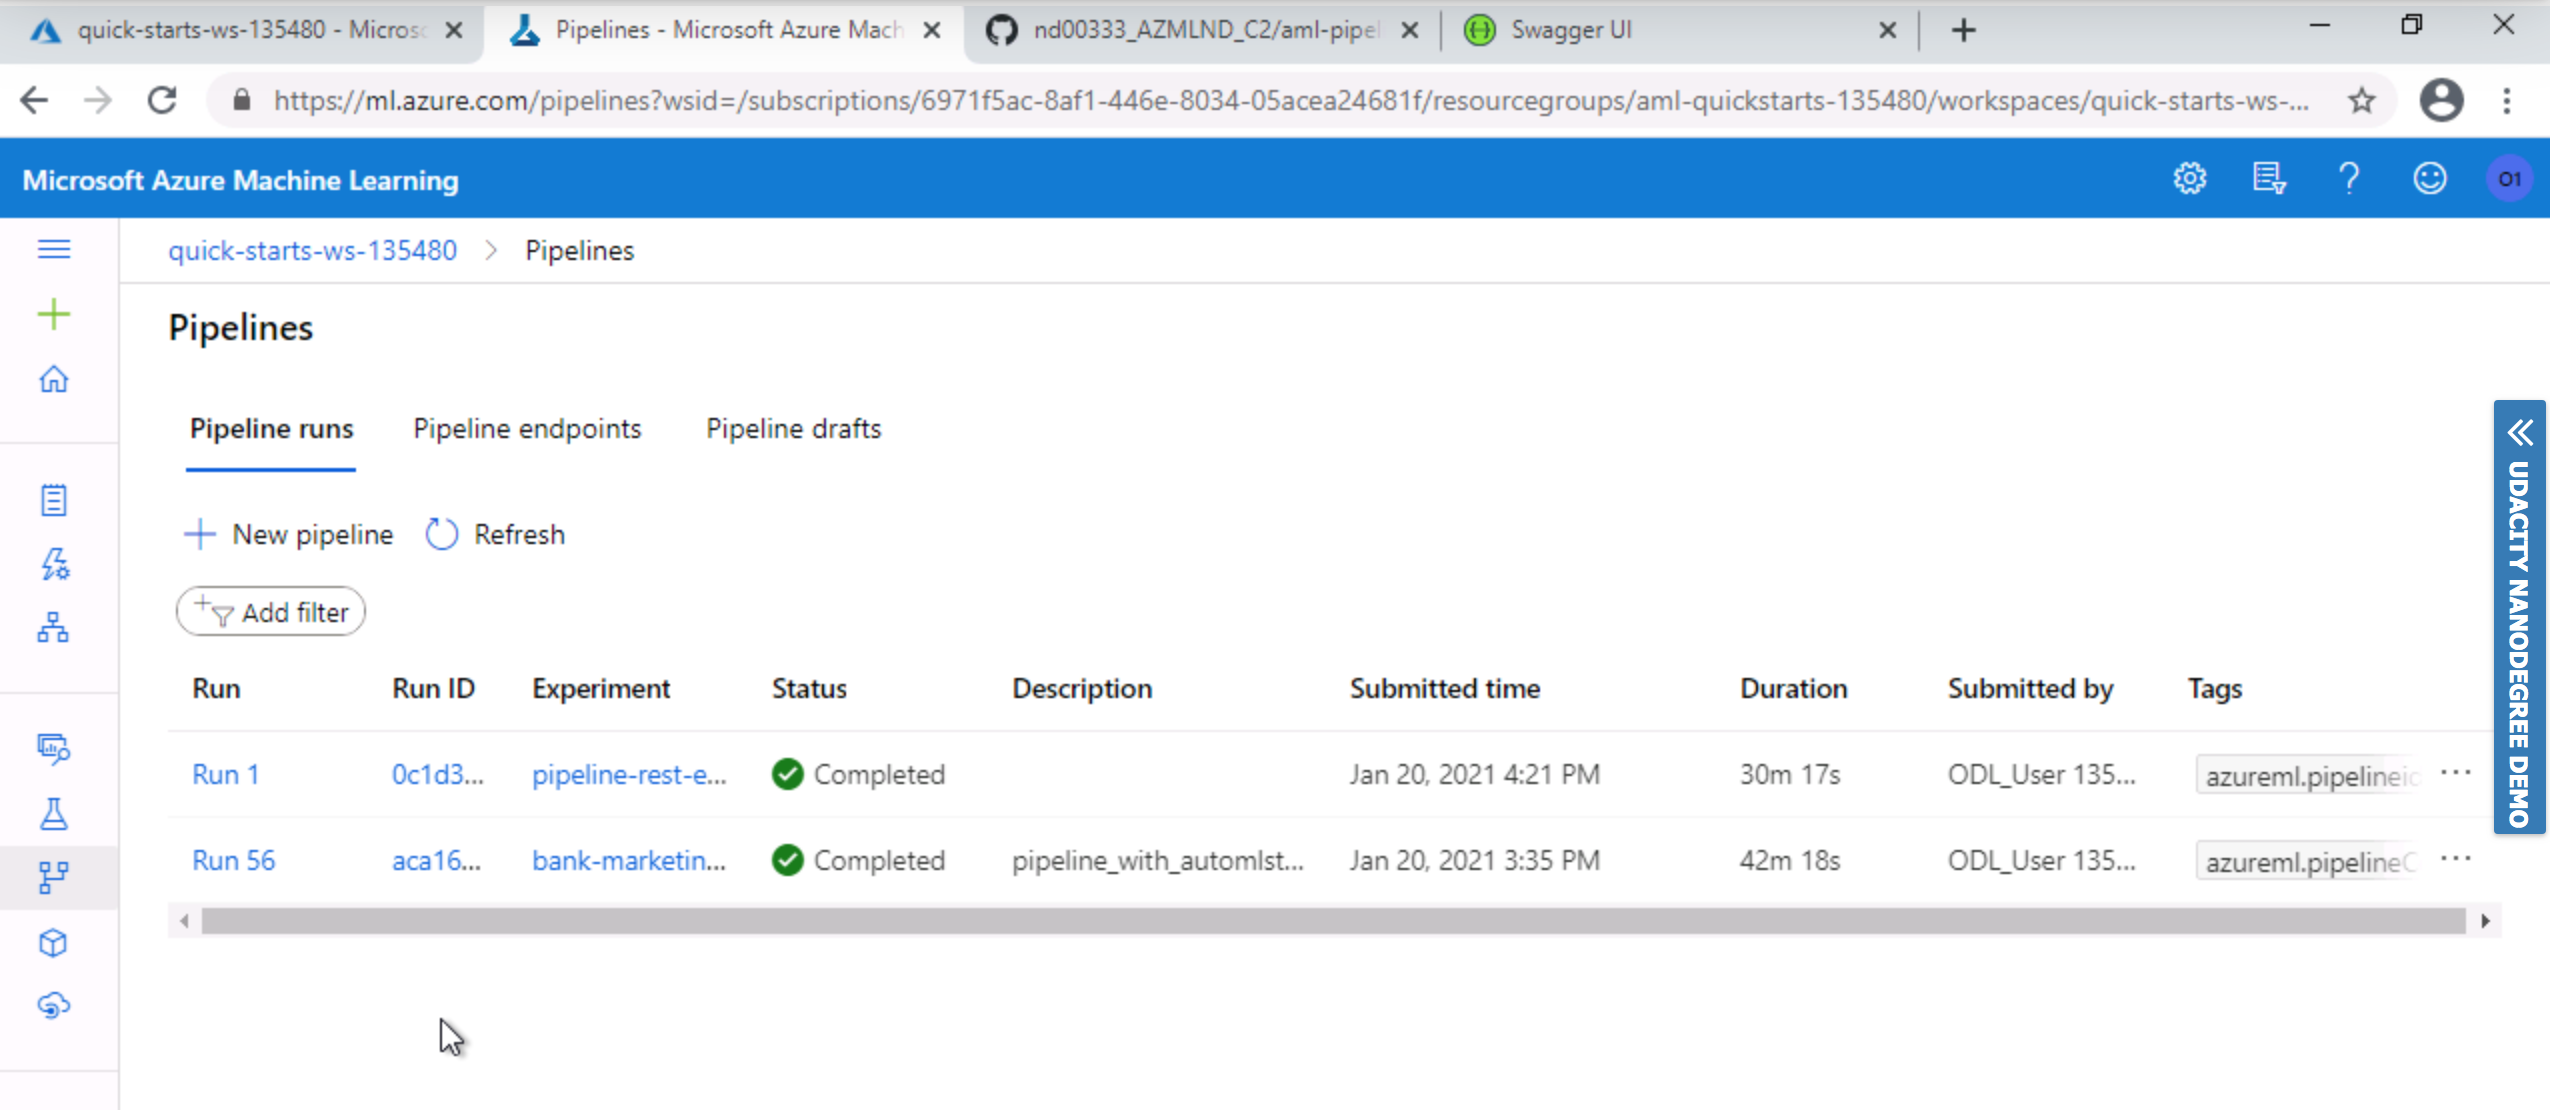 quick-starts-ws-135480 - Microsc
Pipelines - Microsoft Azure Mach
nd00333_AZMLND_C2/aml-pipel
Swagger UI
https://ml.azure.com/pipelines?wsid=/subscriptions/6971f5ac-8af1-446e-8034-05acea24681f/resourcegroups/aml-quickstarts-135480/workspaces/quick-starts-ws-...
Microsoft Azure Machine Learning
O1
quick-starts-ws-135480 > Pipelines
Pipelines
Pipeline runs Pipeline endpoints Pipeline drafts
New pipeline Refresh
Add filter
Run Run ID Experiment Status Description Submitted time Duration Submitted by Tags
Run 1 0c1d3... pipeline-rest-e... Completed Jan 20, 2021 4:21 PM 30m 17s ODL_User 135... azureml.pipelineid ...
Run 56 aca16... bank-marketin... Completed pipeline_with_automlst... Jan 20, 2021 3:35 PM 42m 18s ODL_User 135... azureml.pipelineC ...
UDACITY NANODEGREE DEMO